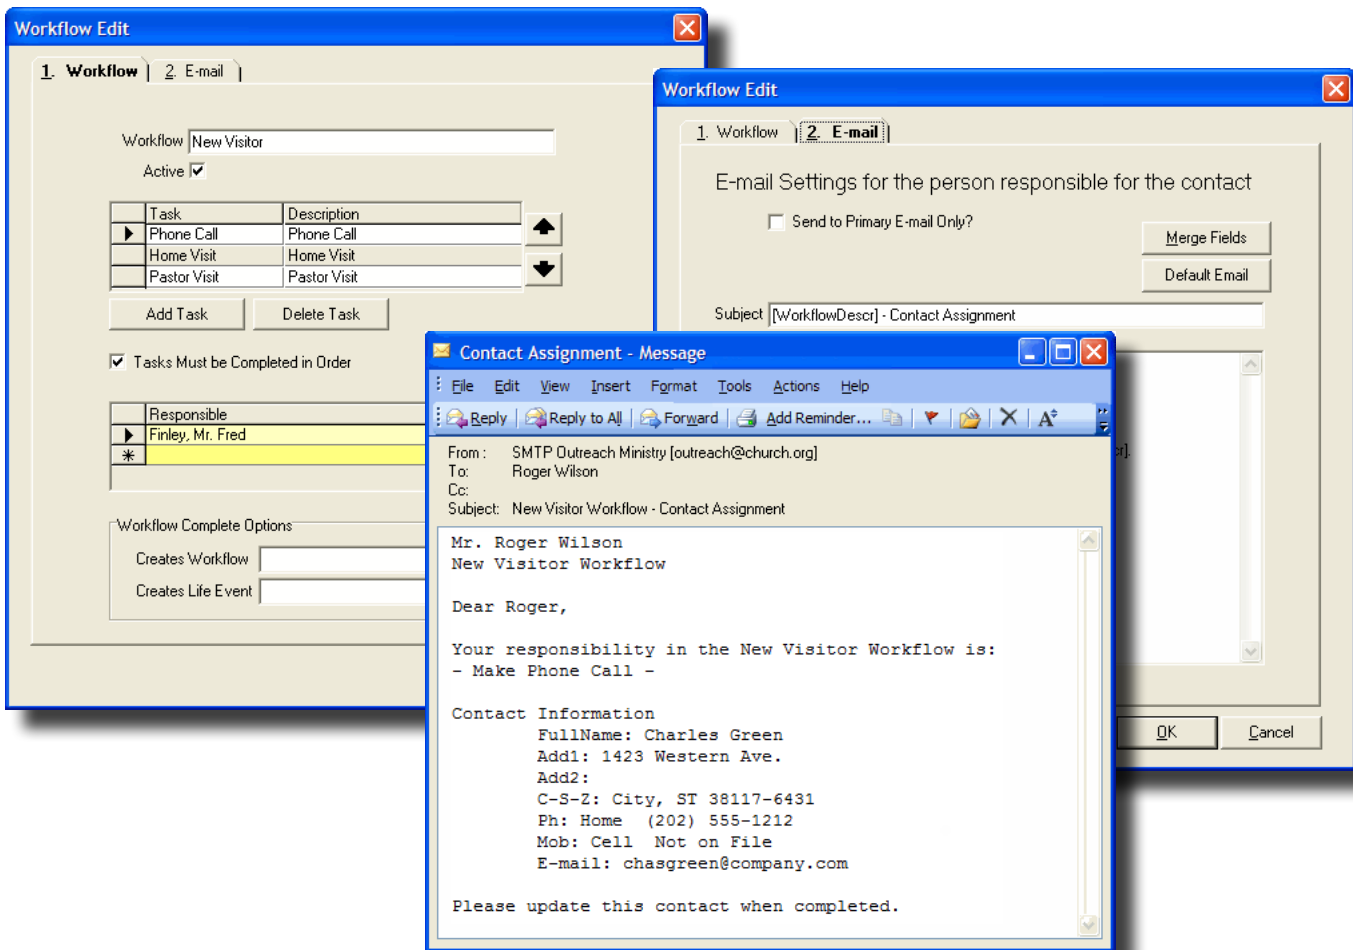 Workflow Edit
1. Workflow 2. E-mail
Workflow New Visitor
Active
Task Description
Phone Call Phone Call
Home Visit Home Visit
Pastor Visit Pastor Visit
Add Task Delete Task
Tasks Must be Completed in Order
Responsible
Finley, Mr. Fred
Workflow Complete Options
Creates Workflow
Creates Life Event
Workflow Edit
1. Workflow 2. E-mail
E-mail Settings for the person responsible for the contact
Send to Primary E-mail Only?
Merge Fields
Default Email
Subject [WorkflowDescr] - Contact Assignment
OK Cancel
Contact Assignment - Message
File Edit View Insert Format Tools Actions Help
Reply Reply to All Forward Add Reminder... A
From: SMTP Outreach Ministry [outreach@church.org]
To: Roger Wilson
Cc:
Subject: New Visitor Workflow - Contact Assignment
Mr. Roger Wilson
New Visitor Workflow
Dear Roger,
Your responsibility in the New Visitor Workflow is:
- Make Phone Call -
Contact Information
FullName: Charles Green
Add1: 1423 Western Ave.
Add2:
C-S-Z: City, ST 38117-6431
Ph: Home (202) 555-1212
Mob: Cell Not on File
E-mail: chasgreen@company.com
Please update this contact when completed.